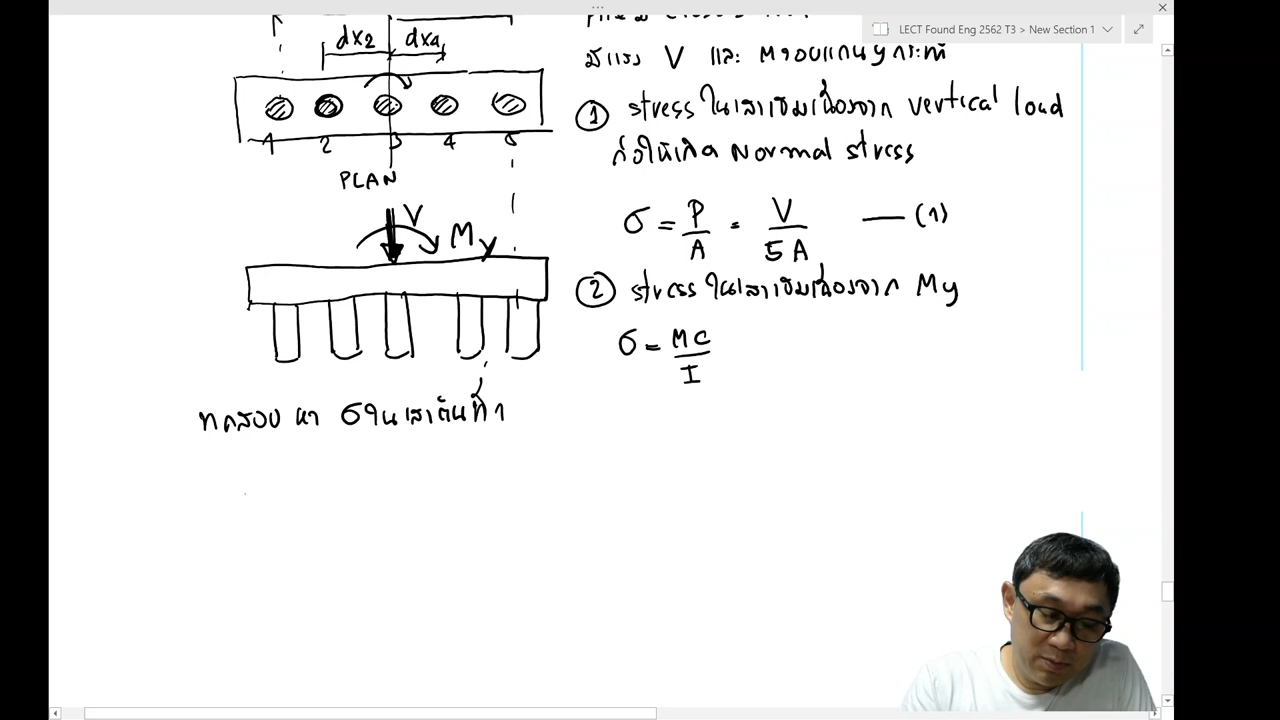 LECT Found Eng 2562 T3 > New Section 1
dx2 dx4
มีแรง V และ M รอบแกน y กระทำ
① stress ในเสาเข็มเนื่องจาก vertical load
ก่อให้เกิด Normal stress
1 2 3 4 5
PLAN
σ = P/A = V/5A —— (1)
V
My
② stress ในเสาเข็มเนื่องจาก My
σ = MC/I
ทดสอบ หา σ ในเสาต้นที่ 1